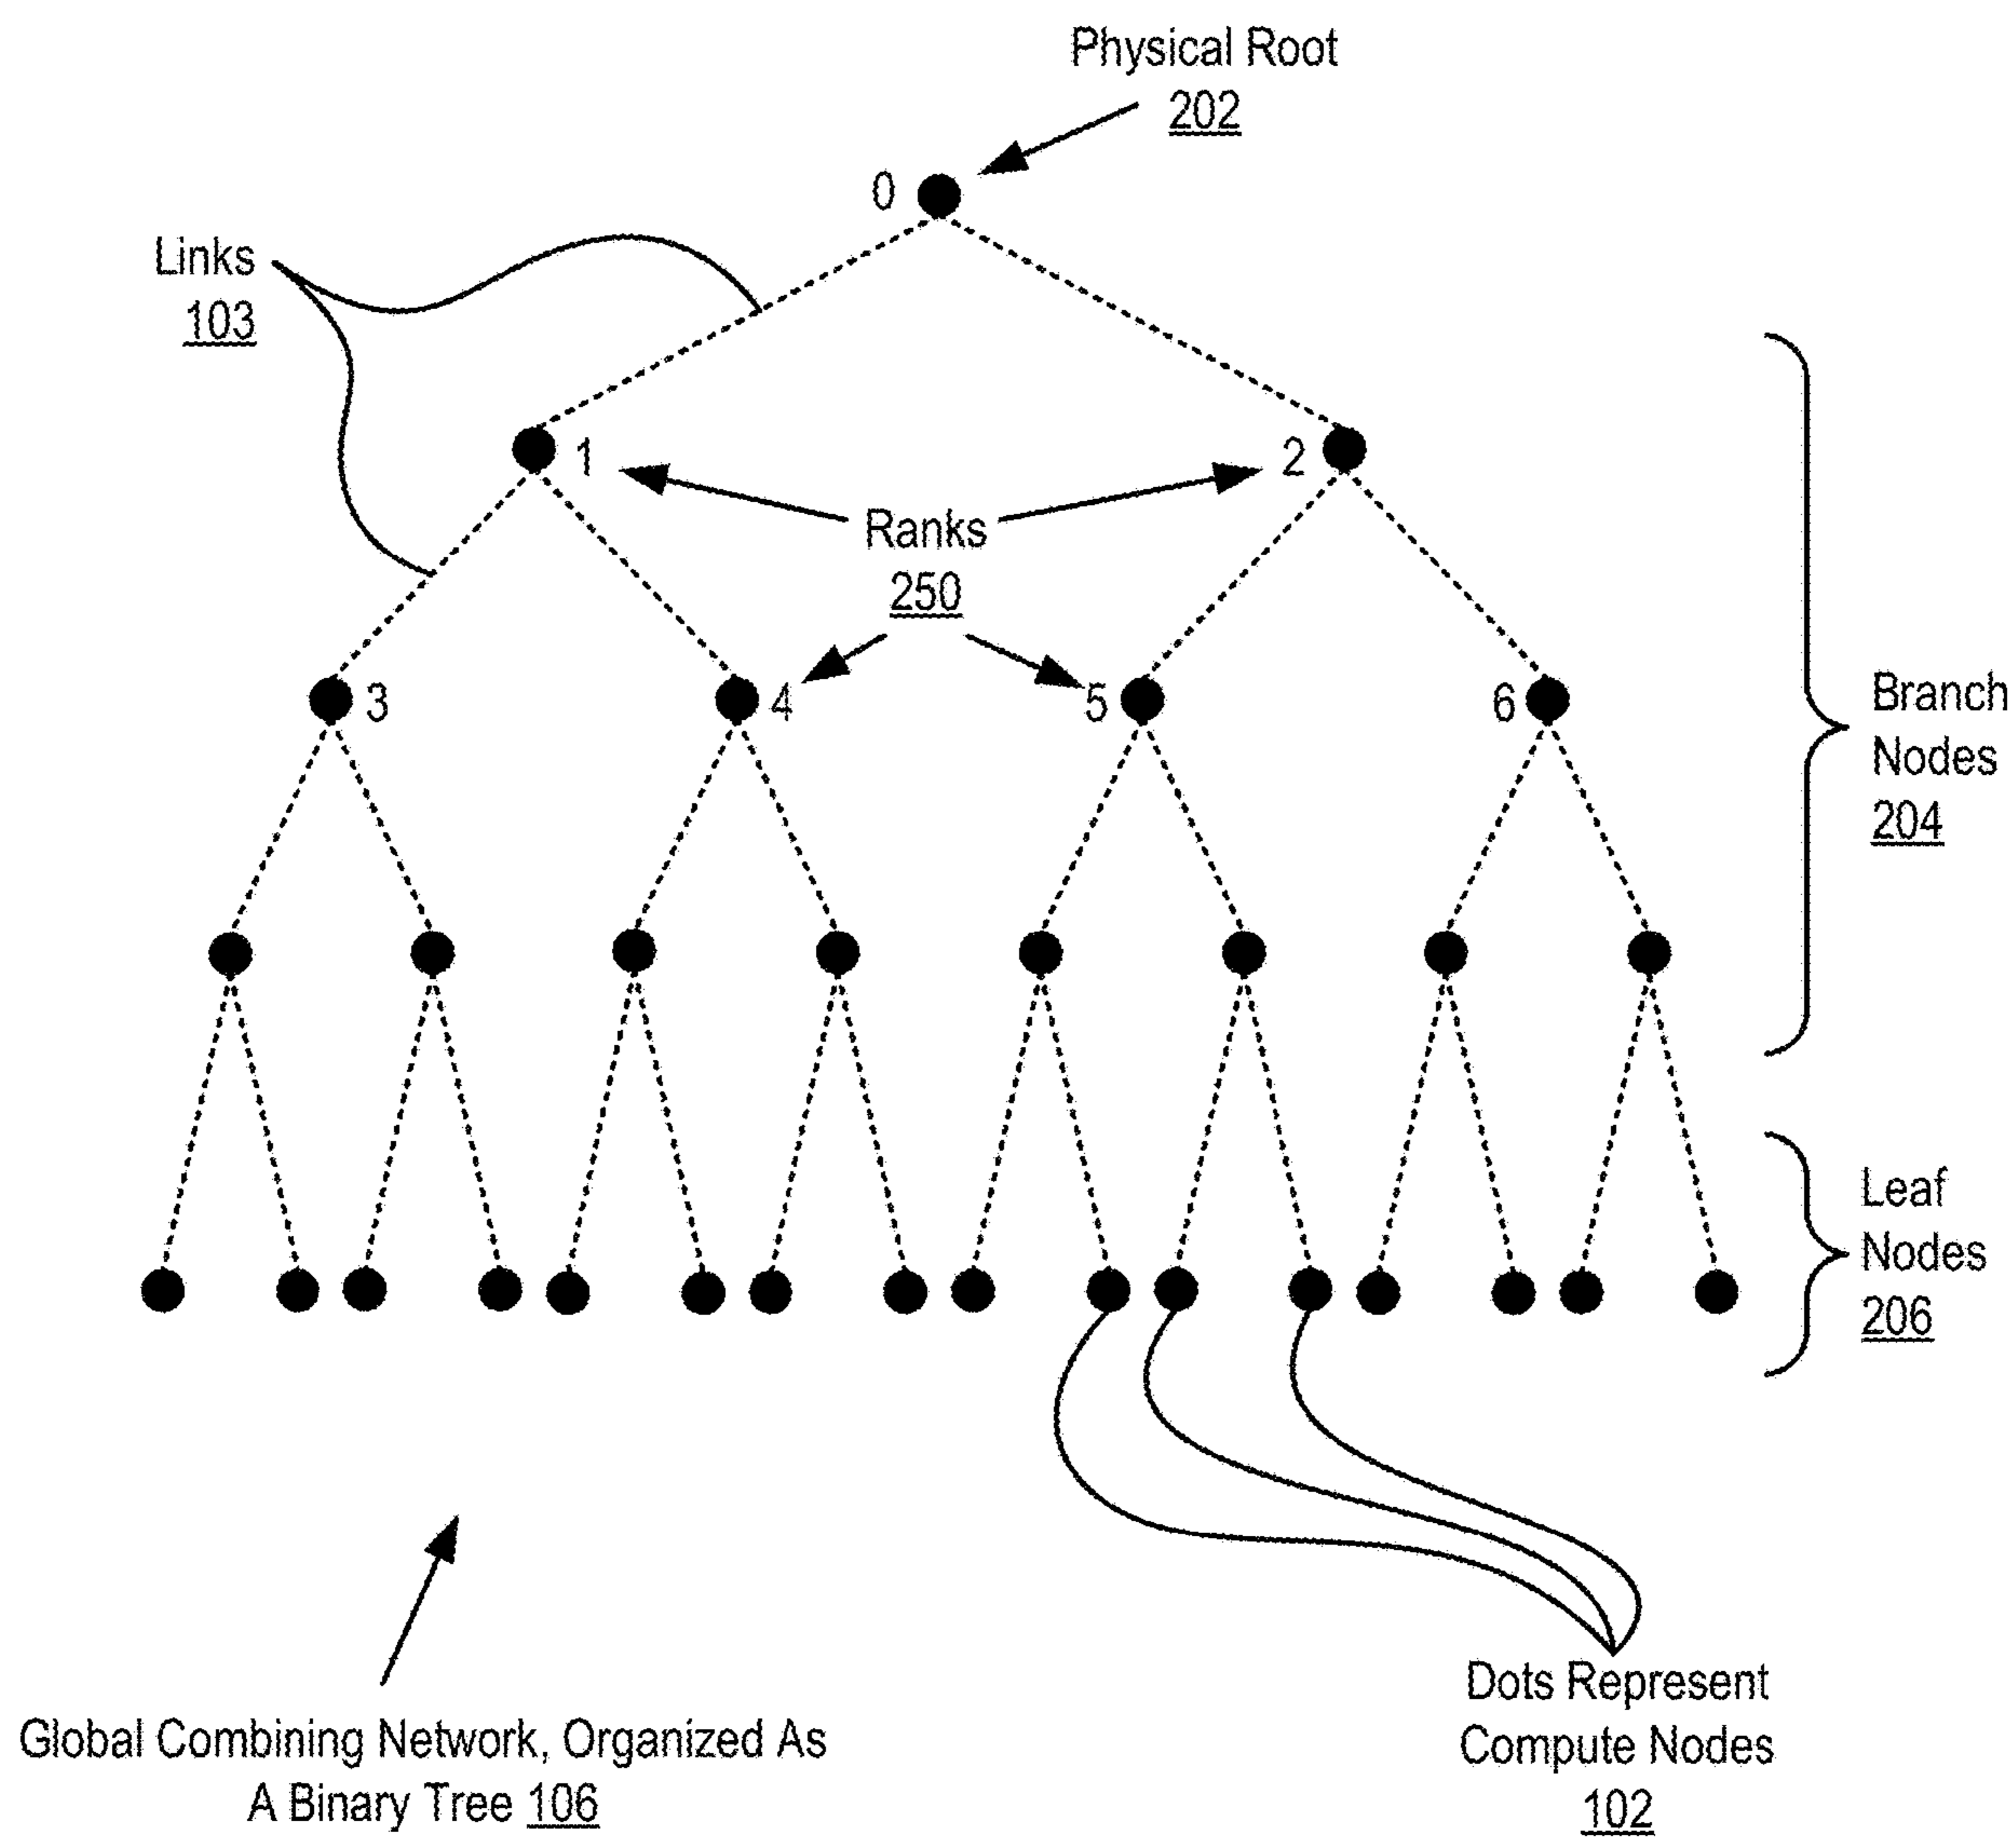 Physical Root
202
0
Links
103
1
2
Ranks
250
3
4
5
6
Branch
Nodes
204
Leaf
Nodes
206
Global Combining Network, Organized As
A Binary Tree 106
Dots Represent
Compute Nodes
102